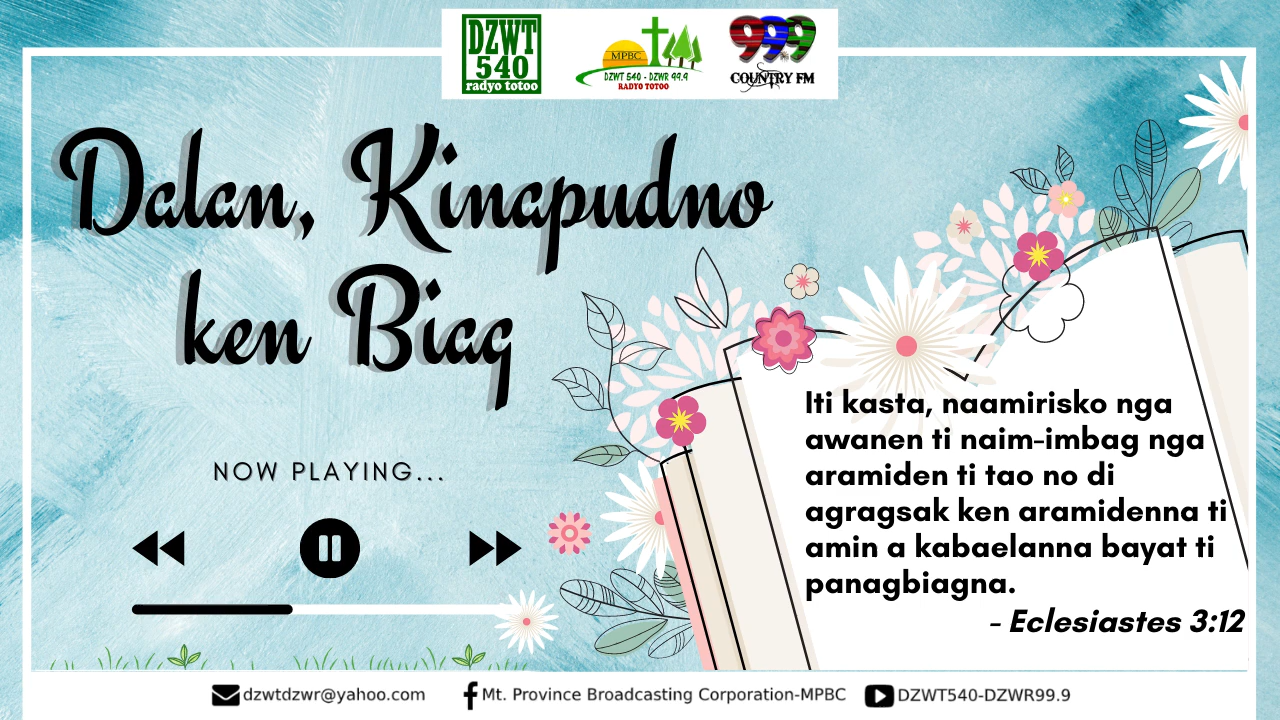 DZWT
540
radyo totoo
MPBC
DZWT 540 - DZWR 99.9
RADYO TOTOO
99.9
COUNTRY FM
Dalan, Kinapudno
ken Biag
NOW PLAYING...
Iti kasta, naamirisko nga
awanen ti naim-imbag nga
aramiden ti tao no di
agragsak ken aramidenna ti
amin a kabaelanna bayat ti
panagbiagna.
- Eclesiastes 3:12
dzwtdzwr@yahoo.com
Mt. Province Broadcasting Corporation-MPBC
DZWT540-DZWR99.9